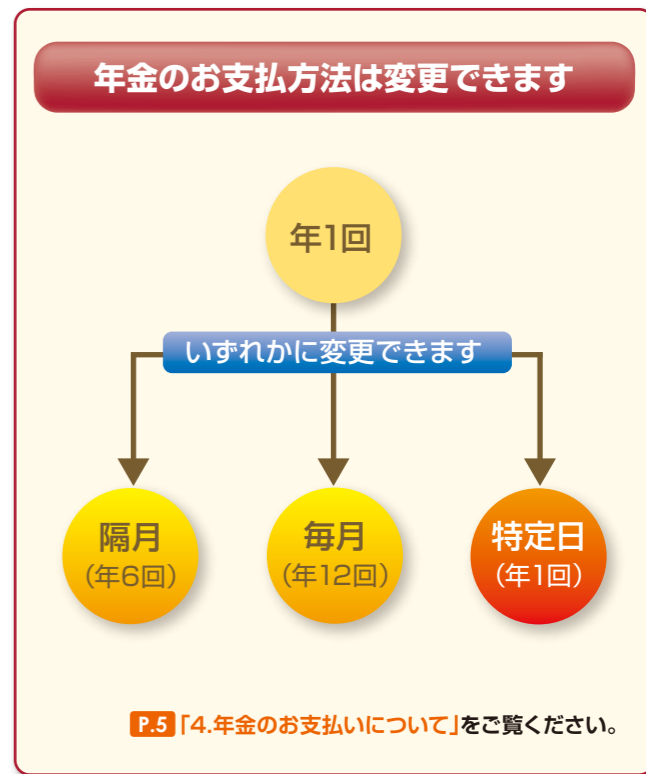 年金のお支払方法は変更できます
年1回
いずれかに変更できます
隔月
(年6回)
毎月
(年12回)
特定日
(年1回)
P.5「4.年金のお支払いについて」をご覧ください。